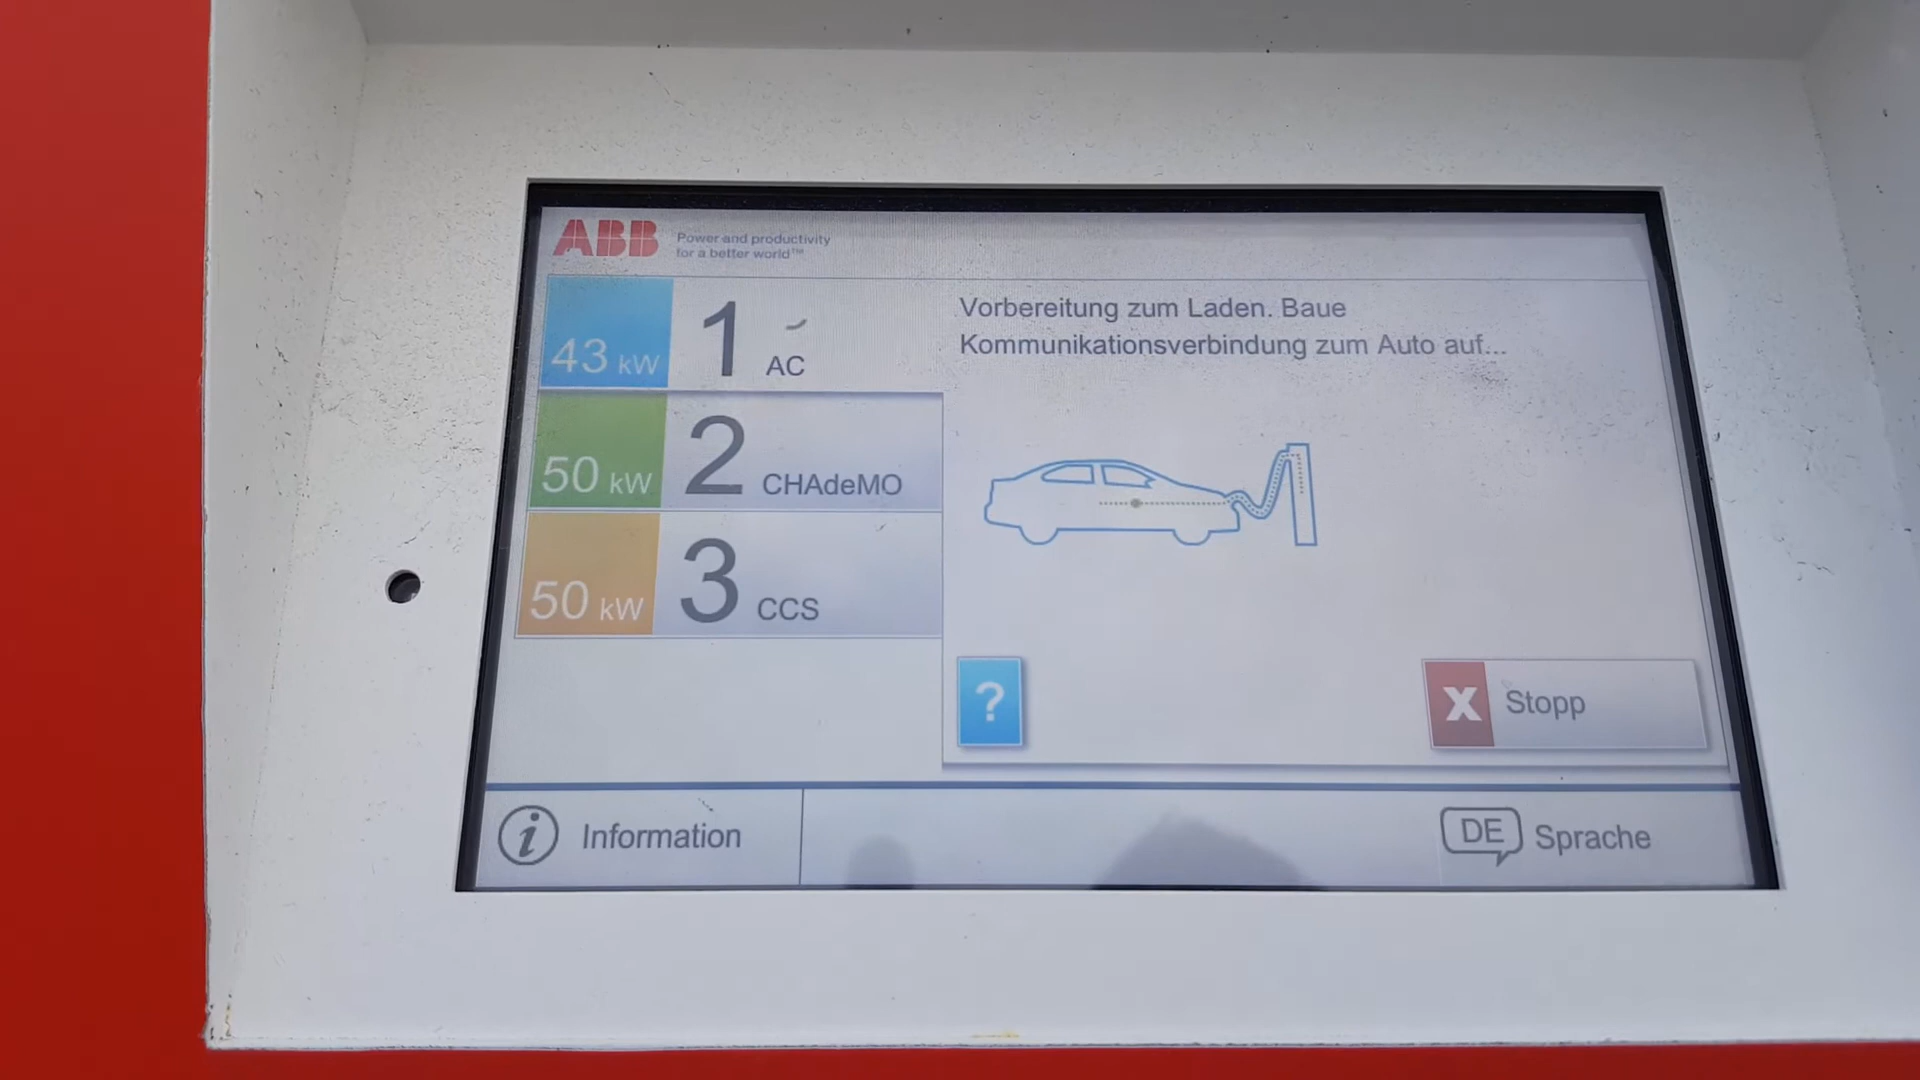 ABB
Power and productivity
for a better world™
43 kW
1
AC
50 kW
2
CHAdeMO
50 kW
3
CCS
Vorbereitung zum Laden. Baue
Kommunikationsverbindung zum Auto auf...
?
X
Stopp
i
Information
DE
Sprache